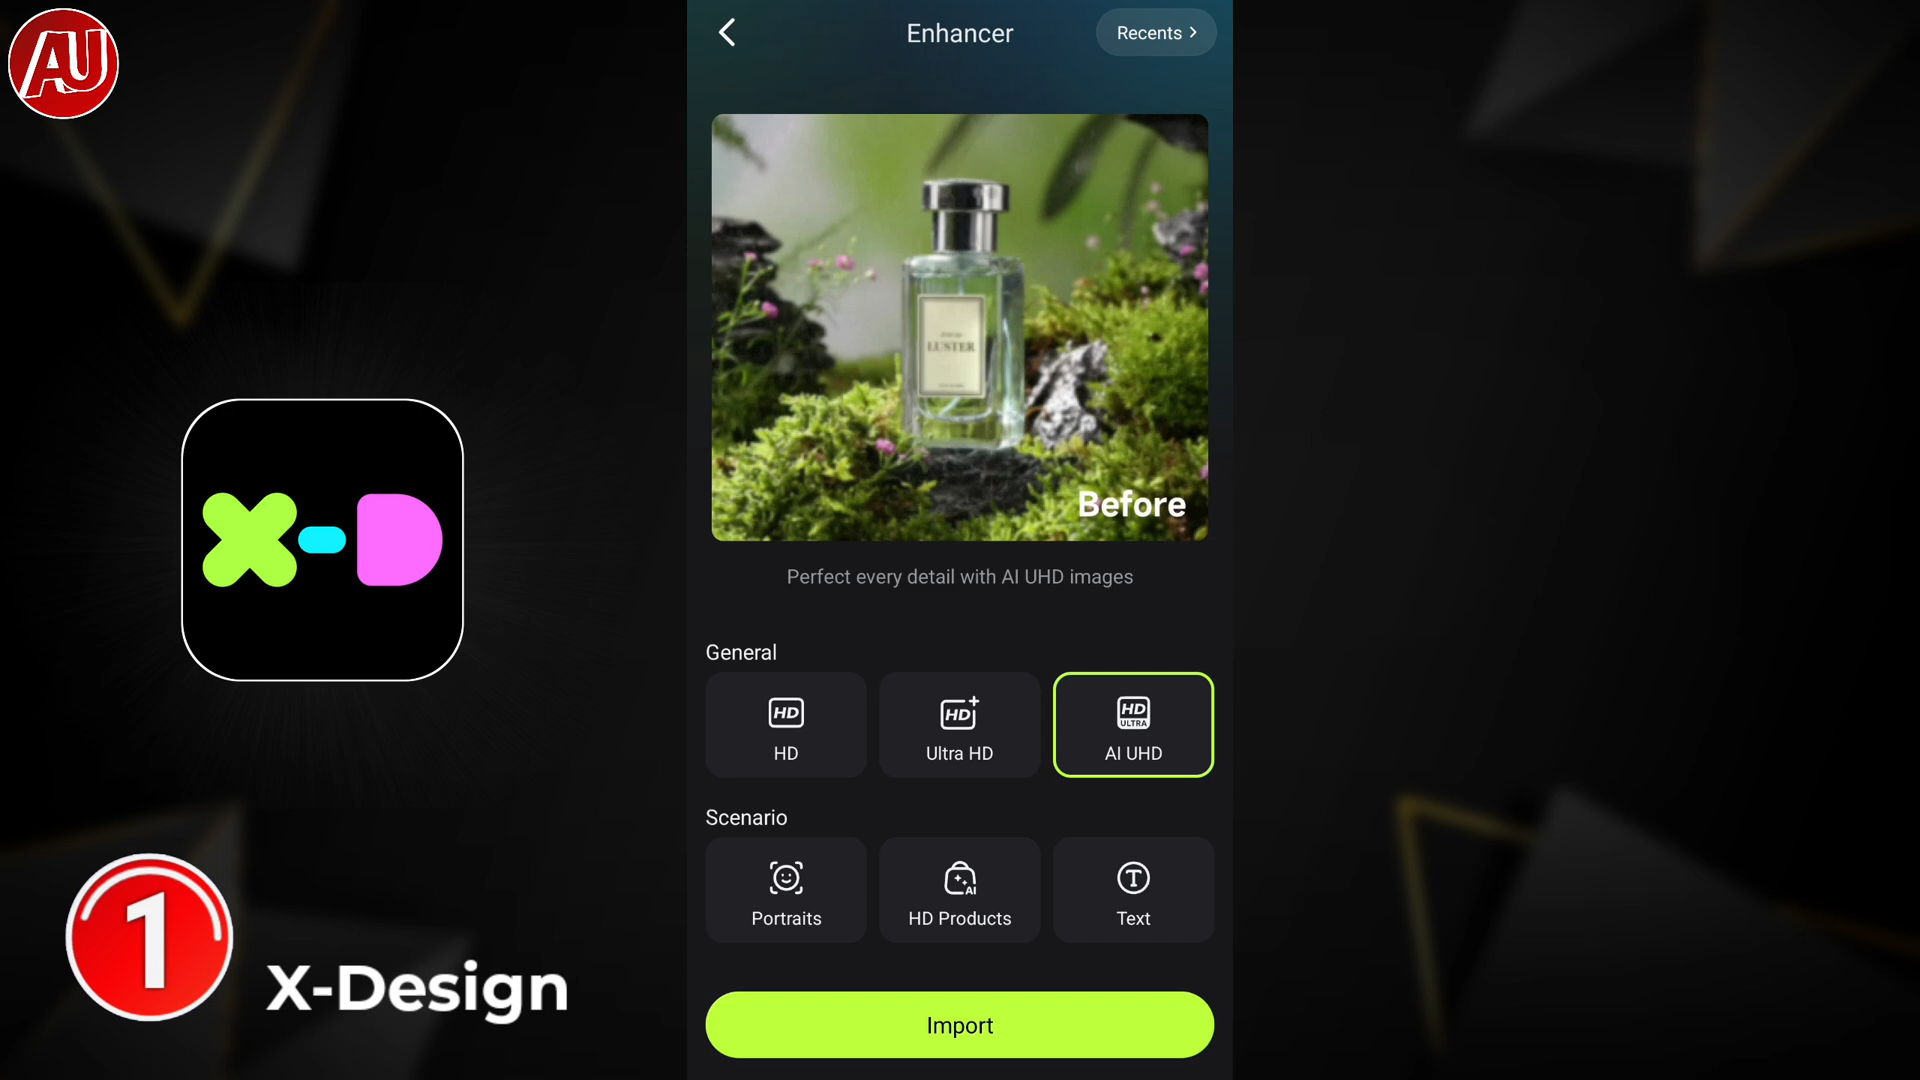 AU
Enhancer
Recents >
LUSTER
Before
Perfect every detail with AI UHD images
General
HD
HD
HD+
Ultra HD
HD
ULTRA
AI UHD
Scenario
Portraits
AI
HD Products
T
Text
Import
X-D
1
X-Design